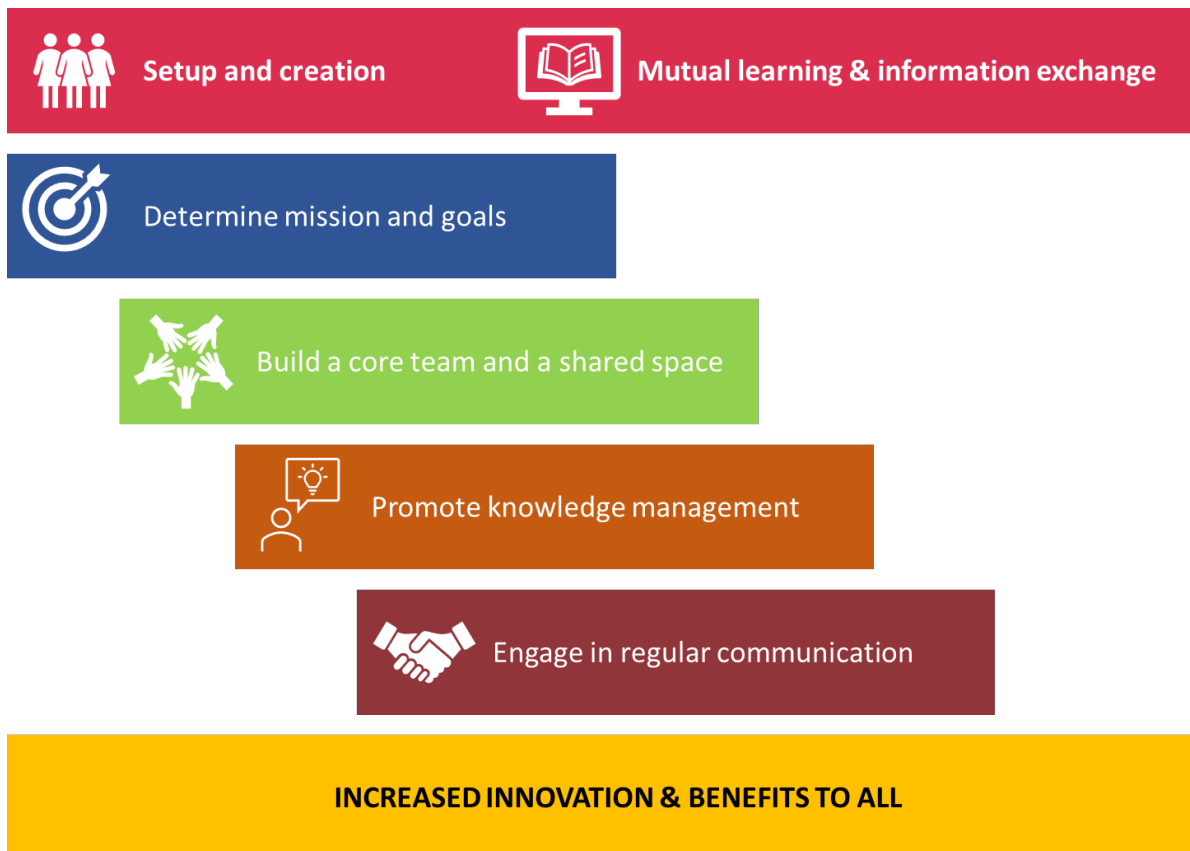 Setup and creation
Mutual learning & information exchange
Determine mission and goals
Build a core team and a shared space
Promote knowledge management
Engage in regular communication
INCREASED INNOVATION & BENEFITS TO ALL